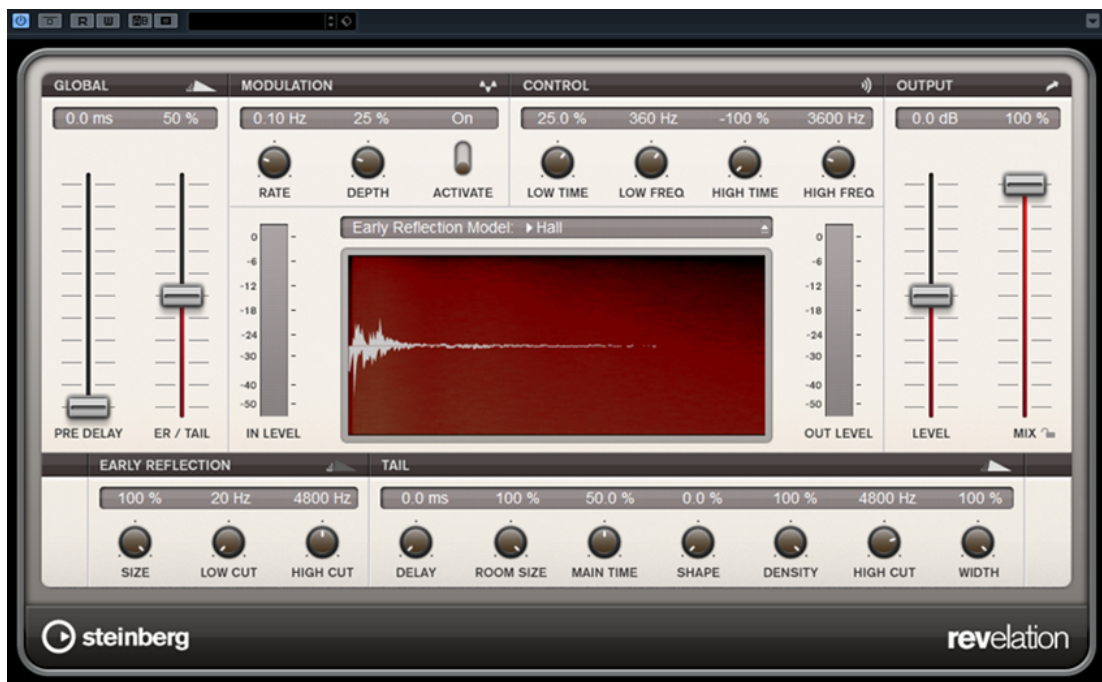 R W
GLOBAL MODULATION CONTROL OUTPUT
0.0 ms 50 % 0.10 Hz 25 % On 25.0 % 360 Hz -100 % 3600 Hz 0.0 dB 100 %
RATE DEPTH ACTIVATE LOW TIME LOW FREQ HIGH TIME HIGH FREQ
Early Reflection Model: Hall
0 0
-6 -6
-12 -12
-18 -18
-24 -24
-30 -30
-40 -40
-50 -50
PRE DELAY ER / TAIL IN LEVEL OUT LEVEL LEVEL MIX
EARLY REFLECTION TAIL
100 % 20 Hz 4800 Hz 0.0 ms 100 % 50.0 % 0.0 % 100 % 4800 Hz 100 %
SIZE LOW CUT HIGH CUT DELAY ROOM SIZE MAIN TIME SHAPE DENSITY HIGH CUT WIDTH
steinberg revelation